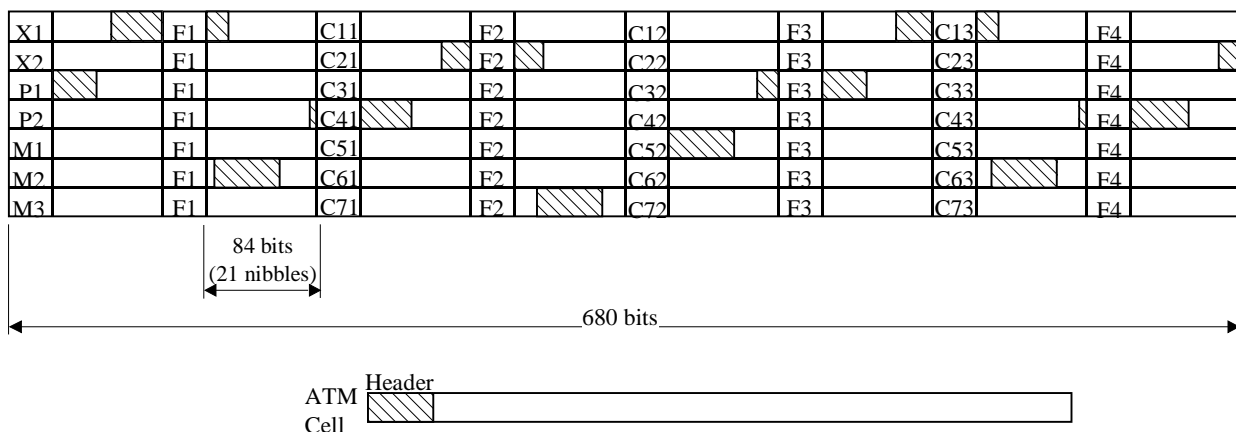 X1 F1 C11 F2 C12 F3 C13 F4
X2 F1 C21 F2 C22 F3 C23 F4
P1 F1 C31 F2 C32 F3 C33 F4
P2 F1 C41 F2 C42 F3 C43 F4
M1 F1 C51 F2 C52 F3 C53 F4
M2 F1 C61 F2 C62 F3 C63 F4
M3 F1 C71 F2 C72 F3 C73 F4
84 bits
(21 nibbles)
680 bits
Header
ATM
Cell